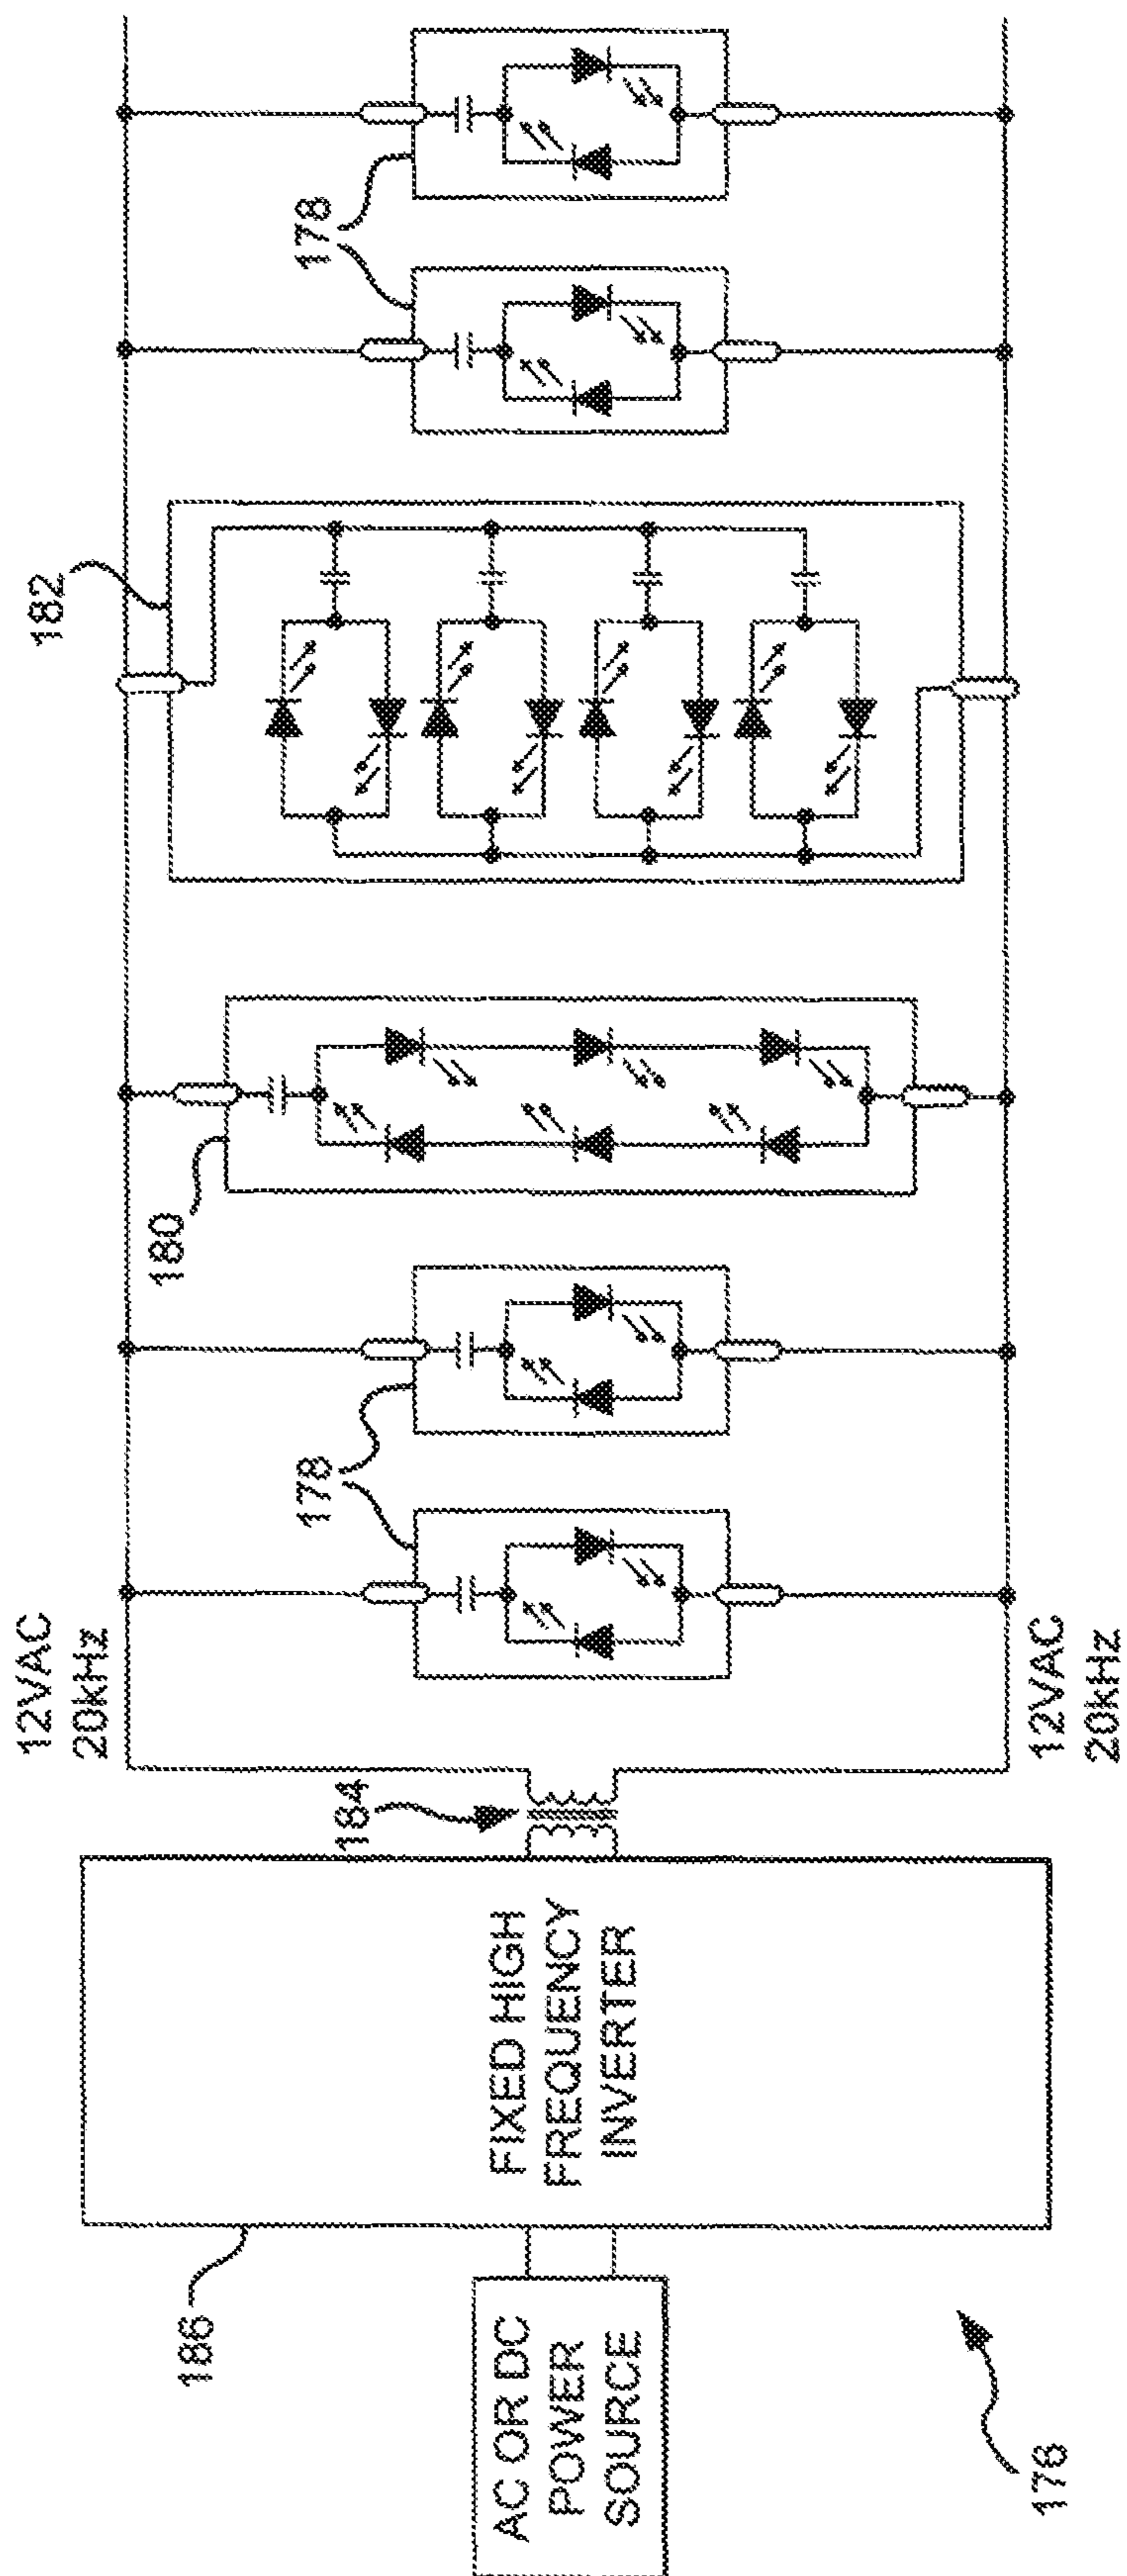 12VAC
20kHz
182
180
186
184
178
178
AC OR DC
POWER
SOURCE
FIXED HIGH
FREQUENCY
INVERTER
176
12VAC
20kHz